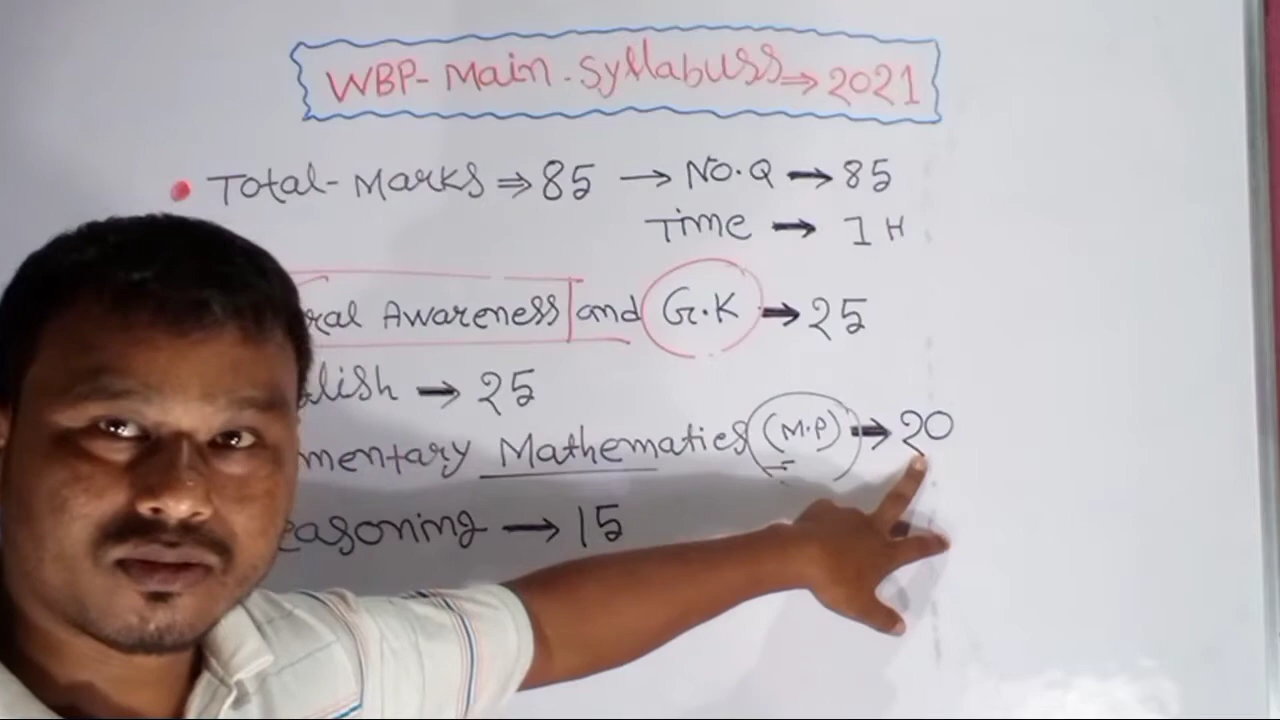 WBP- Main. Syllabuss ⇒ 2021
Total- Marks ⇒ 85 → NO.Q → 85
Time → 1 H
ral Awareness and G.K → 25
lish → 25
mentary Mathematics (M.P) → 20
easoning → 15